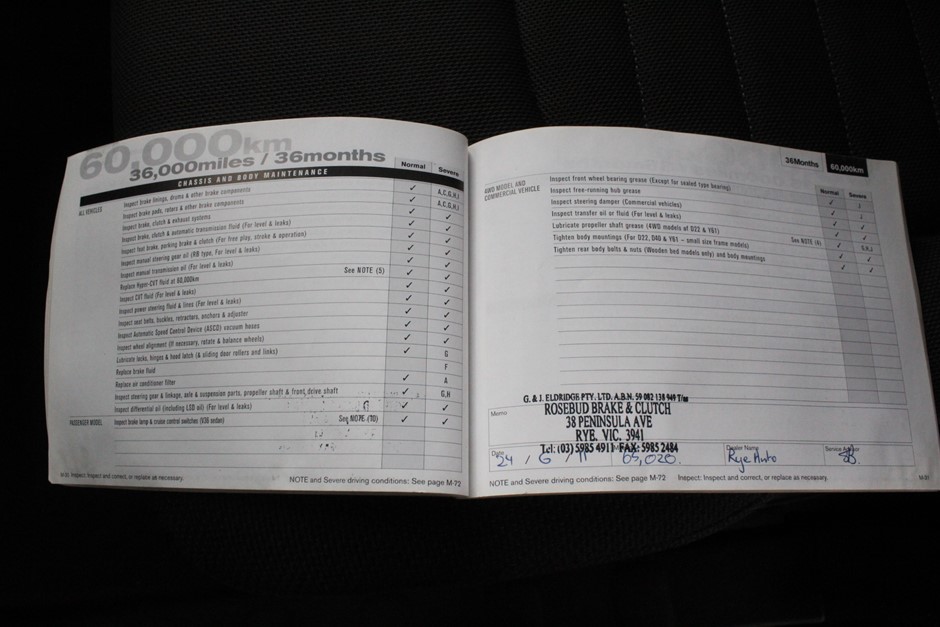 60,000km
36,000miles / 36months
CHASSIS AND BODY MAINTENANCE
Normal
Severe
ALL VEHICLES
Inspect brake linings, drums & other brake components ✓ A,C,G,H,I
Inspect brake pads, rotors & other brake components ✓ A,C,G,H,I
Inspect brake, clutch & exhaust systems ✓ ✓
Inspect brake, clutch & automatic transmission fluid (For level & leaks) ✓ ✓
Inspect foot brake, parking brake & clutch (For free play, stroke & operation) ✓ ✓
Inspect manual steering gear oil (RB type, For level & leaks) ✓ ✓
Inspect manual transmission oil (For level & leaks) ✓ ✓
Replace Hyper-CVT fluid at 60,000km See NOTE (5) ✓ ✓
Inspect CVT fluid (For level & leaks) ✓ ✓
Inspect power steering fluid & lines (For level & leaks) ✓ ✓
Inspect seat belts, buckles, retractors, anchors & adjuster ✓ ✓
Inspect Automatic Speed Control Device (ASCD) vacuum hoses ✓ ✓
Inspect wheel alignment (If necessary, rotate & balance wheels) ✓ ✓
Lubricate locks, hinges & hood latch (& sliding door rollers and links) ✓ G
Replace brake fluid F
Replace air conditioner filter ✓ A
Inspect steering gear & linkage, axle & suspension parts, propeller shaft & front drive shaft ✓ G,H
Inspect differential oil (including LSD oil) (For level & leaks) ✓ ✓
PASSENGER MODEL
Inspect brake lamp & cruise control switches (V36 sedan) See NOTE (10) ✓ ✓
M-80 Inspect: Inspect and correct, or replace as necessary.
NOTE and Severe driving conditions: See page M-72
36Months 60,000km
Normal
Severe
4WD MODEL AND
COMMERCIAL VEHICLE
Inspect front wheel bearing grease (Except for sealed type bearing)
Inspect free-running hub grease
Inspect steering damper (Commercial vehicles)
Inspect transfer oil or fluid (For level & leaks)
Lubricate propeller shaft grease (4WD models of D22 & Y61)
Tighten body mountings (For D22, D40 & Y61 - small size frame models)
Tighten rear body bolts & nuts (Wooden bed models only) and body mountings
G. & J. ELDRIDGE PTY. LTD. A.B.N. 59 082 138 949 T/as
Memo
ROSEBUD BRAKE & CLUTCH
38 PENINSULA AVE
RYE. VIC. 3941
Tel: (03) 5985 4911 FAX: 5985 2484
Date
24 / 6 / 11
65,020.
Dealer Name
Rye Auto
NOTE and Severe driving conditions: See page M-72
Inspect: Inspect and correct, or replace as necessary.
M-81